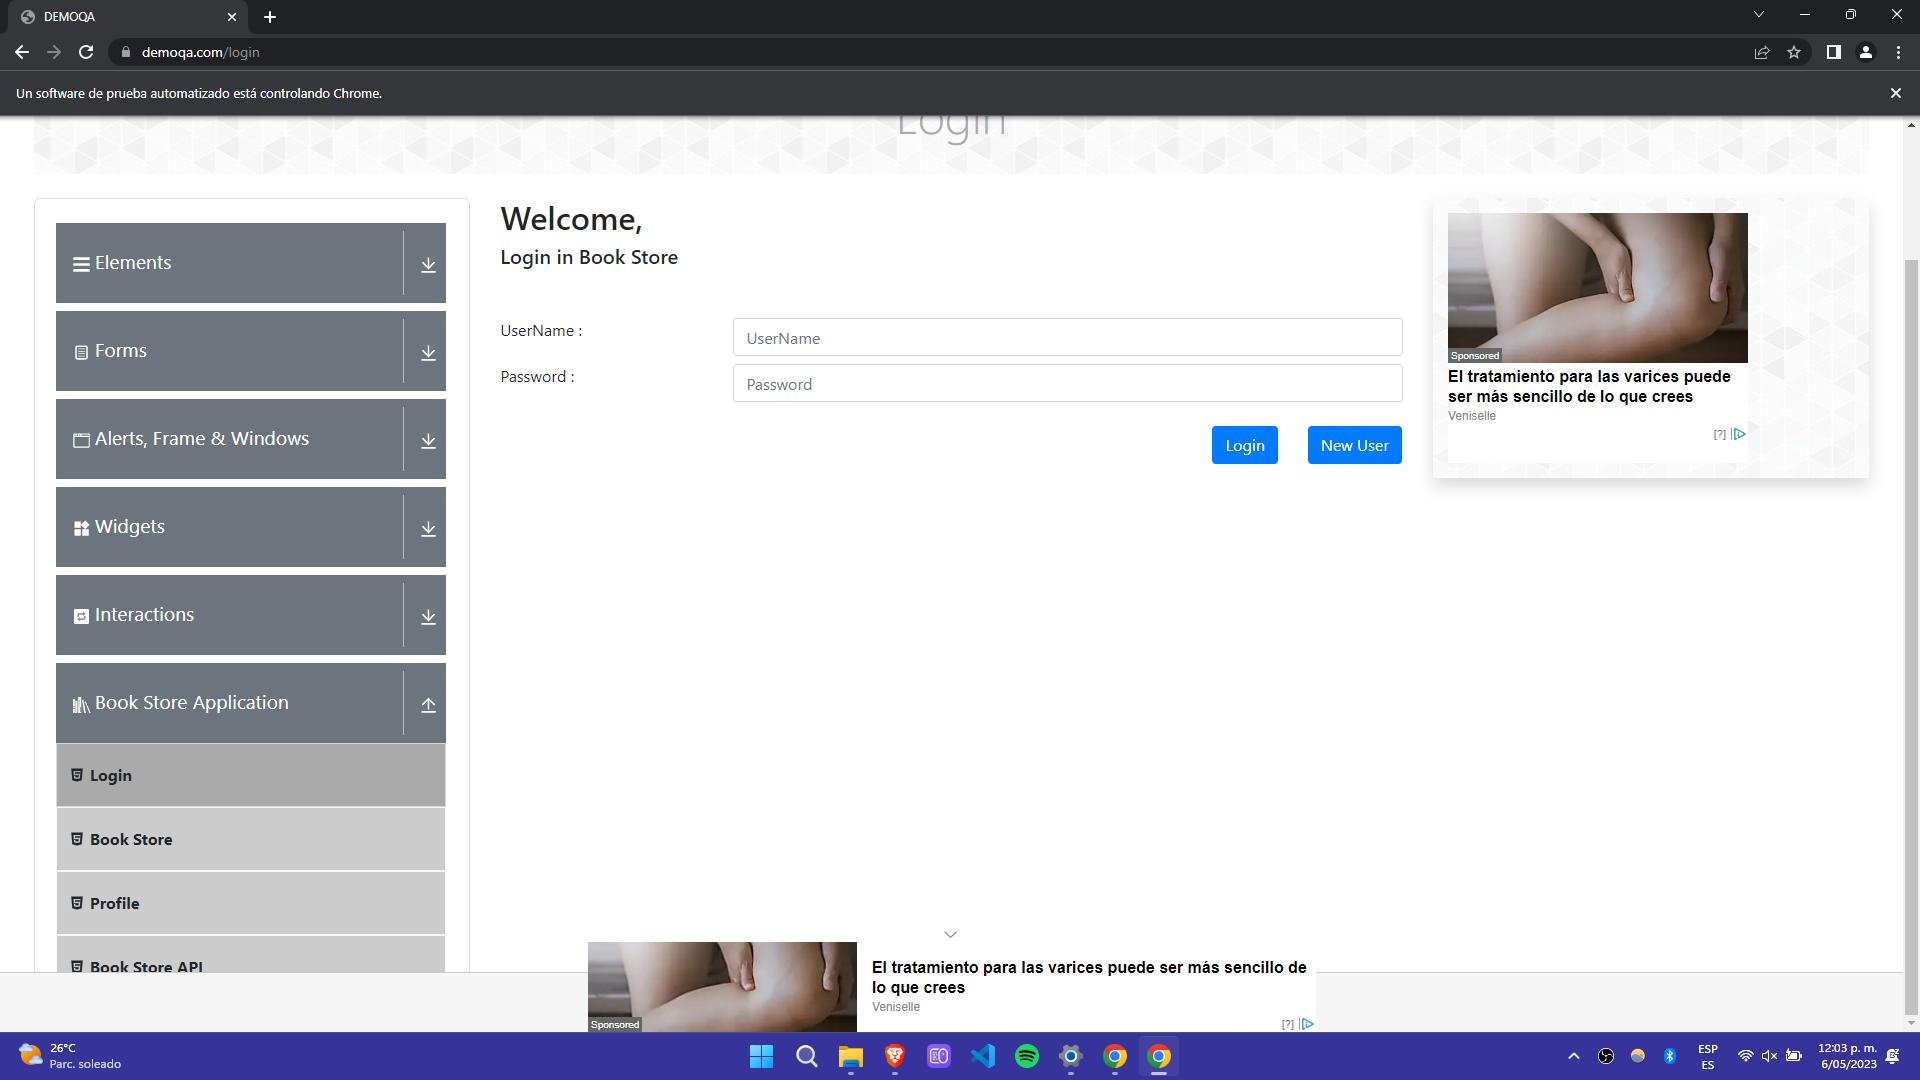 DEMOQA
demoqa.com/login
Un software de prueba automatizado está controlando Chrome.
Login
Welcome,
Login in Book Store
UserName :
UserName
Password :
Password
Login
New User
Elements
Forms
Alerts, Frame & Windows
Widgets
Interactions
Book Store Application
Login
Book Store
Profile
Book Store API
Sponsored
El tratamiento para las varices puede
ser más sencillo de lo que crees
Veniselle
[?]
Sponsored
El tratamiento para las varices puede ser más sencillo de
lo que crees
Veniselle
[?]
26°C
Parc. soleado
ESP
ES
12:03 p. m.
6/05/2023